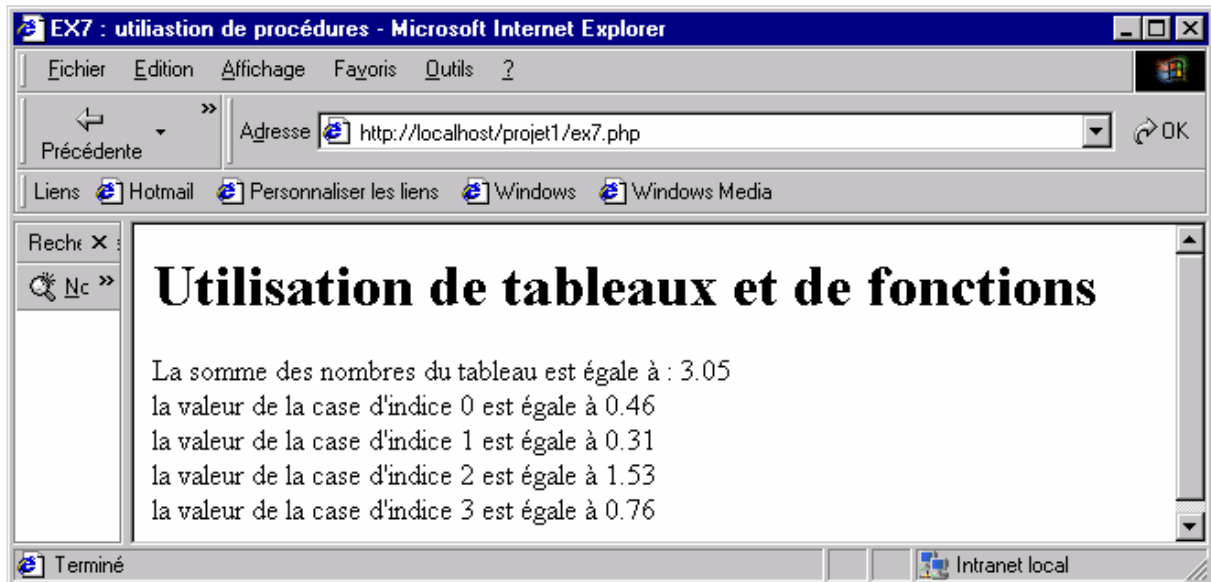 EX7 : utiliastion de procédures - Microsoft Internet Explorer
Fichier Edition Affichage Favoris Outils ?
Précédente » Adresse http://localhost/projet1/ex7.php OK
Liens Hotmail Personnaliser les liens Windows Windows Media
Reche
Nc »
Utilisation de tableaux et de fonctions
La somme des nombres du tableau est égale à : 3.05
la valeur de la case d'indice 0 est égale à 0.46
la valeur de la case d'indice 1 est égale à 0.31
la valeur de la case d'indice 2 est égale à 1.53
la valeur de la case d'indice 3 est égale à 0.76
Terminé Intranet local